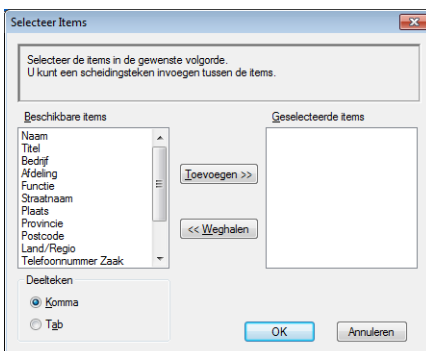 Selecteer Items
Selecteer de items in de gewenste volgorde.
U kunt een scheidingsteken invoegen tussen de items.
Beschikbare items
Geselecteerde items
Naam
Titel
Bedrijf
Afdeling
Functie
Straatnaam
Plaats
Provincie
Postcode
Land/Regio
Telefoonnummer Zaak
Toevoegen >>
<< Weghalen
Deelteken
Komma
Tab
OK
Annuleren